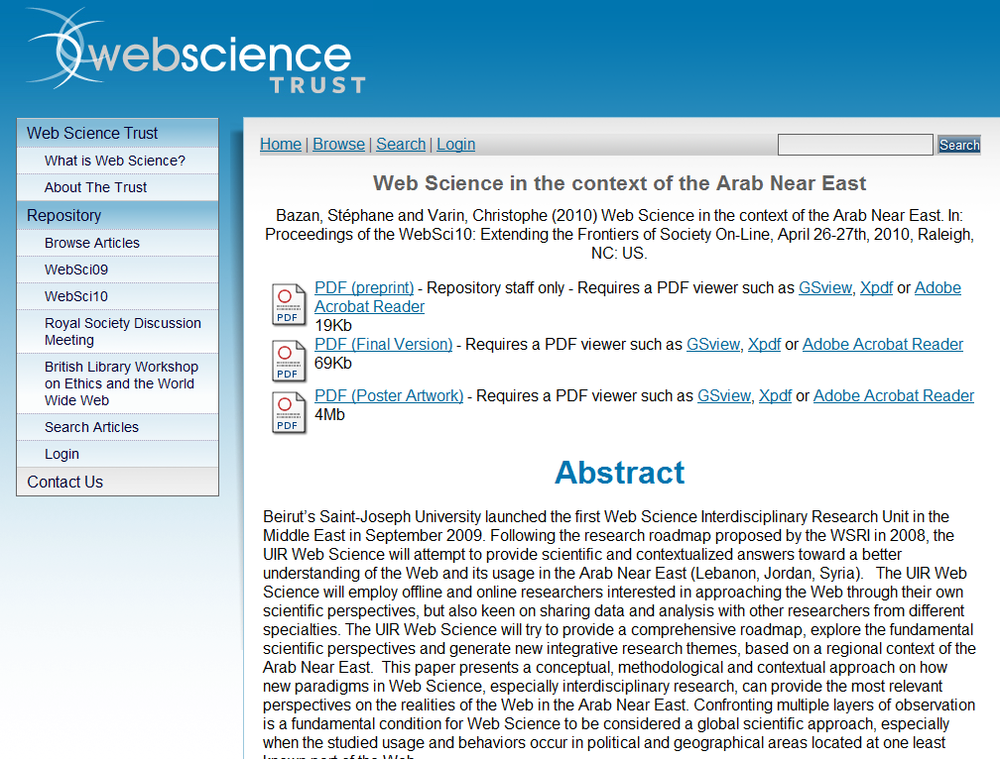 webscience
TRUST
Web Science Trust
What is Web Science?
About The Trust
Repository
Browse Articles
WebSci09
WebSci10
Royal Society Discussion
Meeting
British Library Workshop
on Ethics and the World
Wide Web
Search Articles
Login
Contact Us
Home | Browse | Search | Login
Search
Web Science in the context of the Arab Near East
Bazan, Stéphane and Varin, Christophe (2010) Web Science in the context of the Arab Near East. In:
Proceedings of the WebSci10: Extending the Frontiers of Society On-Line, April 26-27th, 2010, Raleigh,
NC: US.
PDF
PDF (preprint) - Repository staff only - Requires a PDF viewer such as GSview, Xpdf or Adobe
Acrobat Reader
19Kb
PDF
PDF (Final Version) - Requires a PDF viewer such as GSview, Xpdf or Adobe Acrobat Reader
69Kb
PDF
PDF (Poster Artwork) - Requires a PDF viewer such as GSview, Xpdf or Adobe Acrobat Reader
4Mb
Abstract
Beirut’s Saint-Joseph University launched the first Web Science Interdisciplinary Research Unit in the
Middle East in September 2009. Following the research roadmap proposed by the WSRI in 2008, the
UIR Web Science will attempt to provide scientific and contextualized answers toward a better
understanding of the Web and its usage in the Arab Near East (Lebanon, Jordan, Syria). The UIR Web
Science will employ offline and online researchers interested in approaching the Web through their own
scientific perspectives, but also keen on sharing data and analysis with other researchers from different
specialties. The UIR Web Science will try to provide a comprehensive roadmap, explore the fundamental
scientific perspectives and generate new integrative research themes, based on a regional context of the
Arab Near East. This paper presents a conceptual, methodological and contextual approach on how
new paradigms in Web Science, especially interdisciplinary research, can provide the most relevant
perspectives on the realities of the Web in the Arab Near East. Confronting multiple layers of observation
is a fundamental condition for Web Science to be considered a global scientific approach, especially
when the studied usage and behaviors occur in political and geographical areas located at one least
known part of the Web